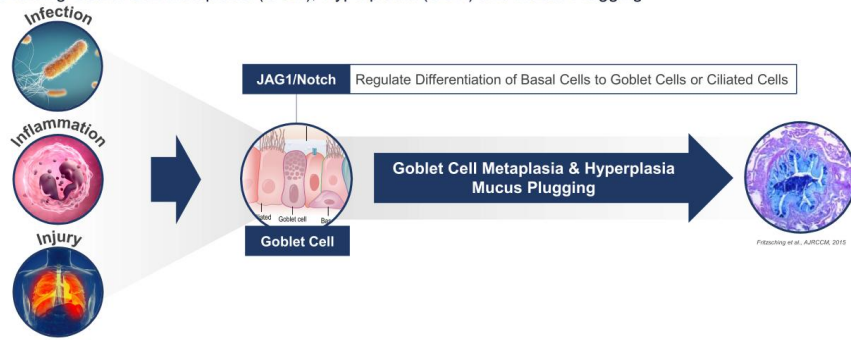 Infection
JAG1/Notch
Regulate Differentiation of Basal Cells to Goblet Cells or Ciliated Cells
Inflammation
Goblet Cell Metaplasia & Hyperplasia
Mucus Plugging
Goblet cell
Goblet Cell
Fritzsching et al., AJRCCM, 2015
Injury